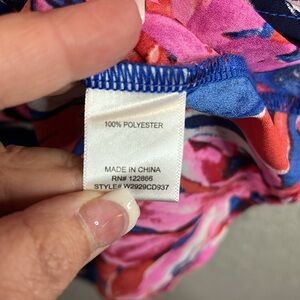 100% POLYESTER
MADE IN CHINA
RN# 122866
STYLE# W2929CD937